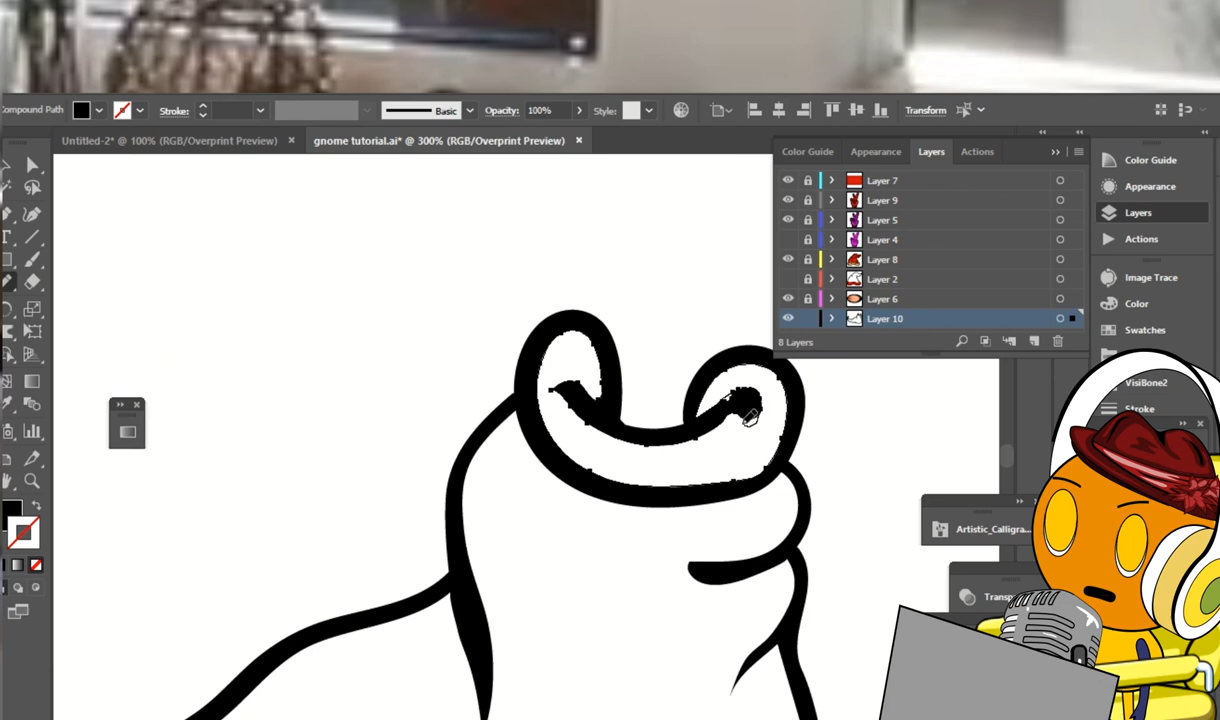 Compound Path Stroke: Basic Opacity: 100% Style: Transform
Untitled-2* @ 100% (RGB/Overprint Preview) gnome tutorial.ai* @ 300% (RGB/Overprint Preview)
Color Guide Appearance Layers Actions
Layer 7
Layer 9
Layer 5
Layer 4
Layer 8
Layer 2
Layer 6
Layer 10
8 Layers
Color Guide
Appearance
Layers
Actions
Image Trace
Color
Swatches
VisiBone2
Stroke
Artistic_Calligra...
Transp